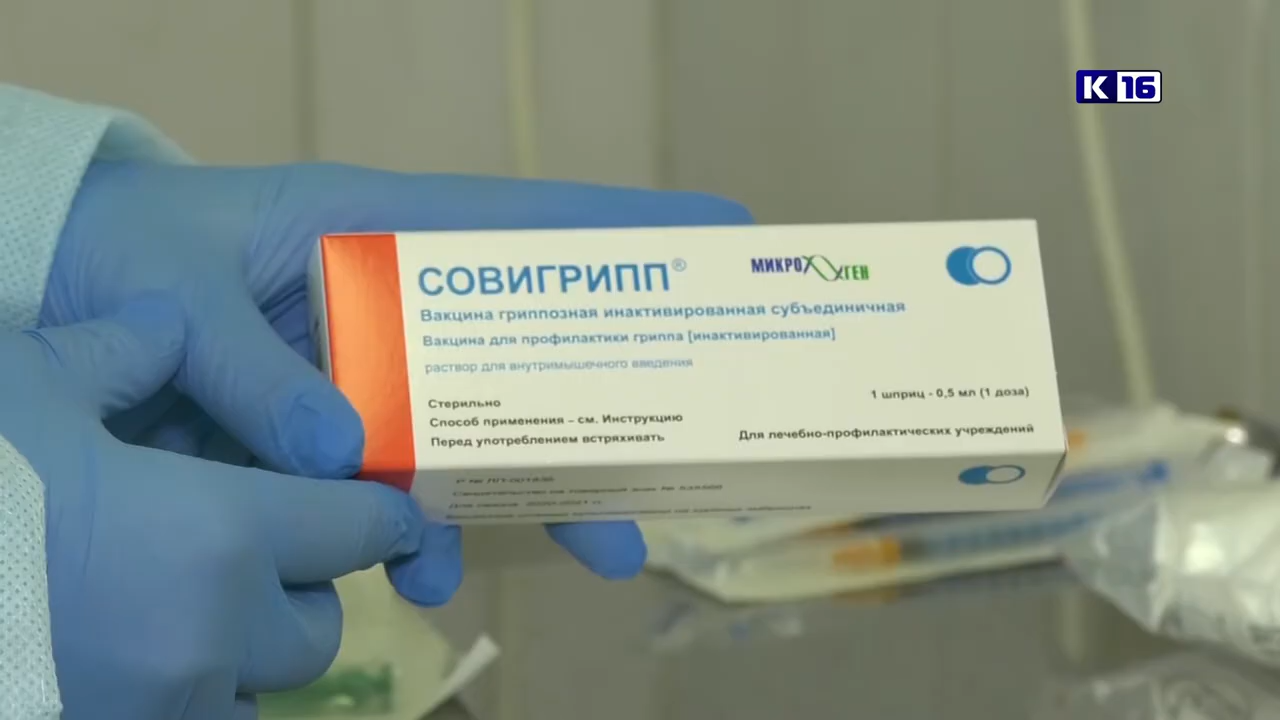 К 16
СОВИГРИПП®
МИКРОГЕН
Вакцина гриппозная инактивированная субъединичная
Вакцина для профилактики гриппа [инактивированная]
раствор для внутримышечного введения
Стерильно
1 шприц - 0,5 мл (1 доза)
Способ применения – см. Инструкцию
Перед употреблением встряхивать
Для лечебно-профилактических учреждений